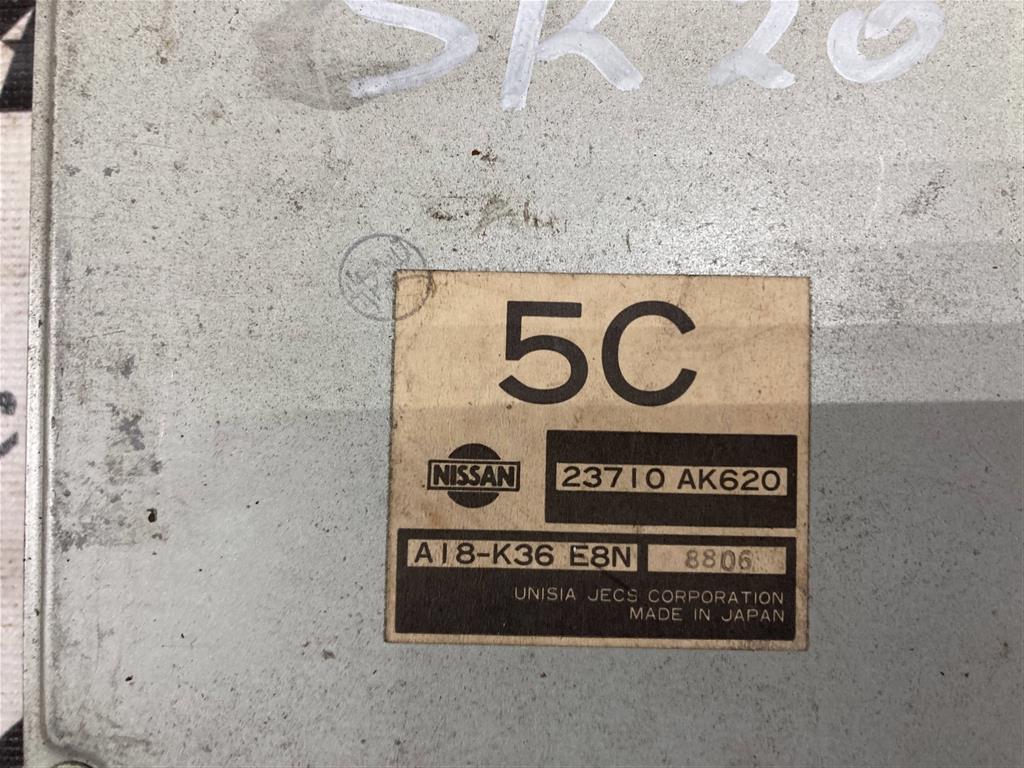 SR20
5C
NISSAN
23710 AK620
A18-K36 E8N 8806
UNISIA JECS CORPORATION
MADE IN JAPAN